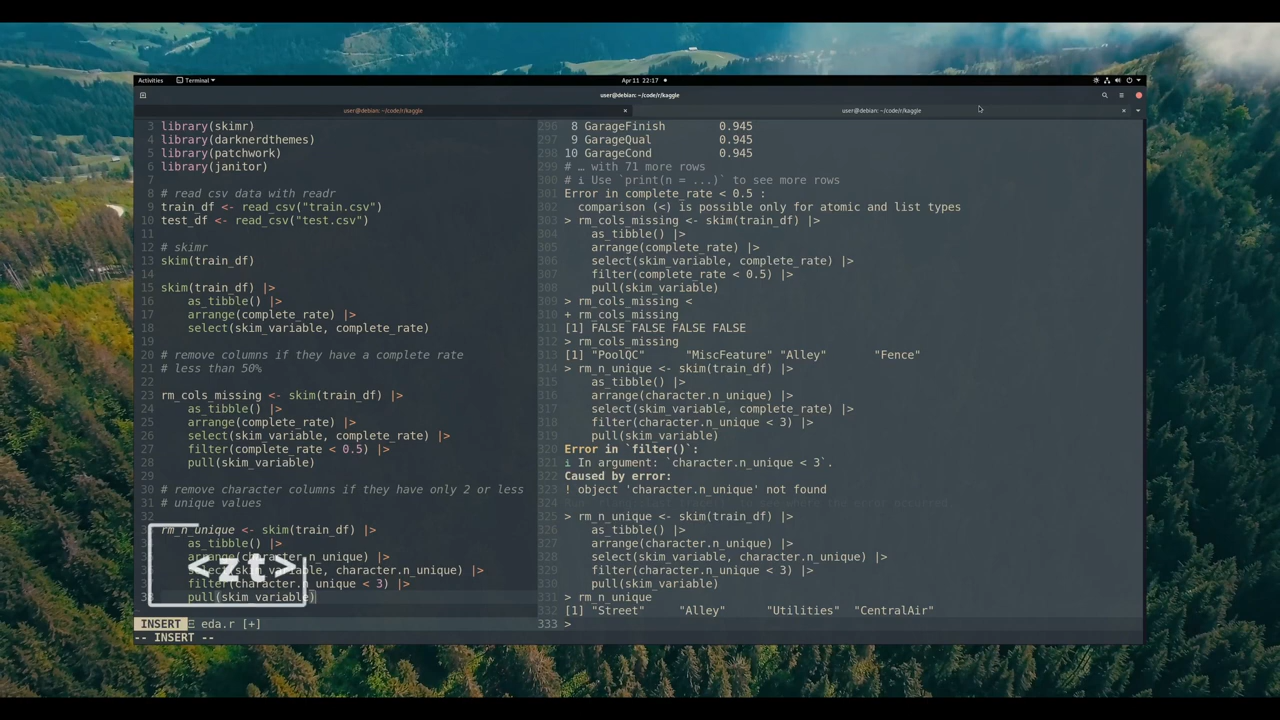 Activities
Terminal
Apr 11 22:17
user@debian: ~/code/r/kaggle
user@debian: ~/code/r/kaggle
user@debian: ~/code/r/kaggle
3 library(skimr)
4 library(darknerdthemes)
5 library(patchwork)
6 library(janitor)
7
8 # read csv data with readr
9 train_df <- read_csv("train.csv")
10 test_df <- read_csv("test.csv")
11
12 # skimr
13 skim(train_df)
14
15 skim(train_df) |>
16 as_tibble() |>
17 arrange(complete_rate) |>
18 select(skim_variable, complete_rate)
19
20 # remove columns if they have a complete rate
21 # less than 50%
22
23 rm_cols_missing <- skim(train_df) |>
24 as_tibble() |>
25 arrange(complete_rate) |>
26 select(skim_variable, complete_rate) |>
27 filter(complete_rate < 0.5) |>
28 pull(skim_variable)
29
30 # remove character columns if they have only 2 or less
31 # unique values
32
rm_n_unique <- skim(train_df) |>
as_tibble() |>
arrange(character.n_unique) |>
select(skim_variable, character.n_unique) |>
filter(character.n_unique < 3) |>
pull(skim_variable)
<zt>
INSERT eda.r [+]
-- INSERT --
296 8 GarageFinish 0.945
297 9 GarageQual 0.945
298 10 GarageCond 0.945
299 # … with 71 more rows
300 # ℹ Use `print(n = ...)` to see more rows
301 Error in complete_rate < 0.5 :
302 comparison (<) is possible only for atomic and list types
303 > rm_cols_missing <- skim(train_df) |>
304 as_tibble() |>
305 arrange(complete_rate) |>
306 select(skim_variable, complete_rate) |>
307 filter(complete_rate < 0.5) |>
308 pull(skim_variable)
309 > rm_cols_missing <
310 + rm_cols_missing
311 [1] FALSE FALSE FALSE FALSE
312 > rm_cols_missing
313 [1] "PoolQC" "MiscFeature" "Alley" "Fence"
314 > rm_n_unique <- skim(train_df) |>
315 as_tibble() |>
316 arrange(character.n_unique) |>
317 select(skim_variable, complete_rate) |>
318 filter(character.n_unique < 3) |>
319 pull(skim_variable)
320 Error in `filter()`:
321 ℹ In argument: `character.n_unique < 3`.
322 Caused by error:
323 ! object 'character.n_unique' not found
324
325 > rm_n_unique <- skim(train_df) |>
326 as_tibble() |>
327 arrange(character.n_unique) |>
328 select(skim_variable, character.n_unique) |>
329 filter(character.n_unique < 3) |>
330 pull(skim_variable)
331 > rm_n_unique
332 [1] "Street" "Alley" "Utilities" "CentralAir"
333 >